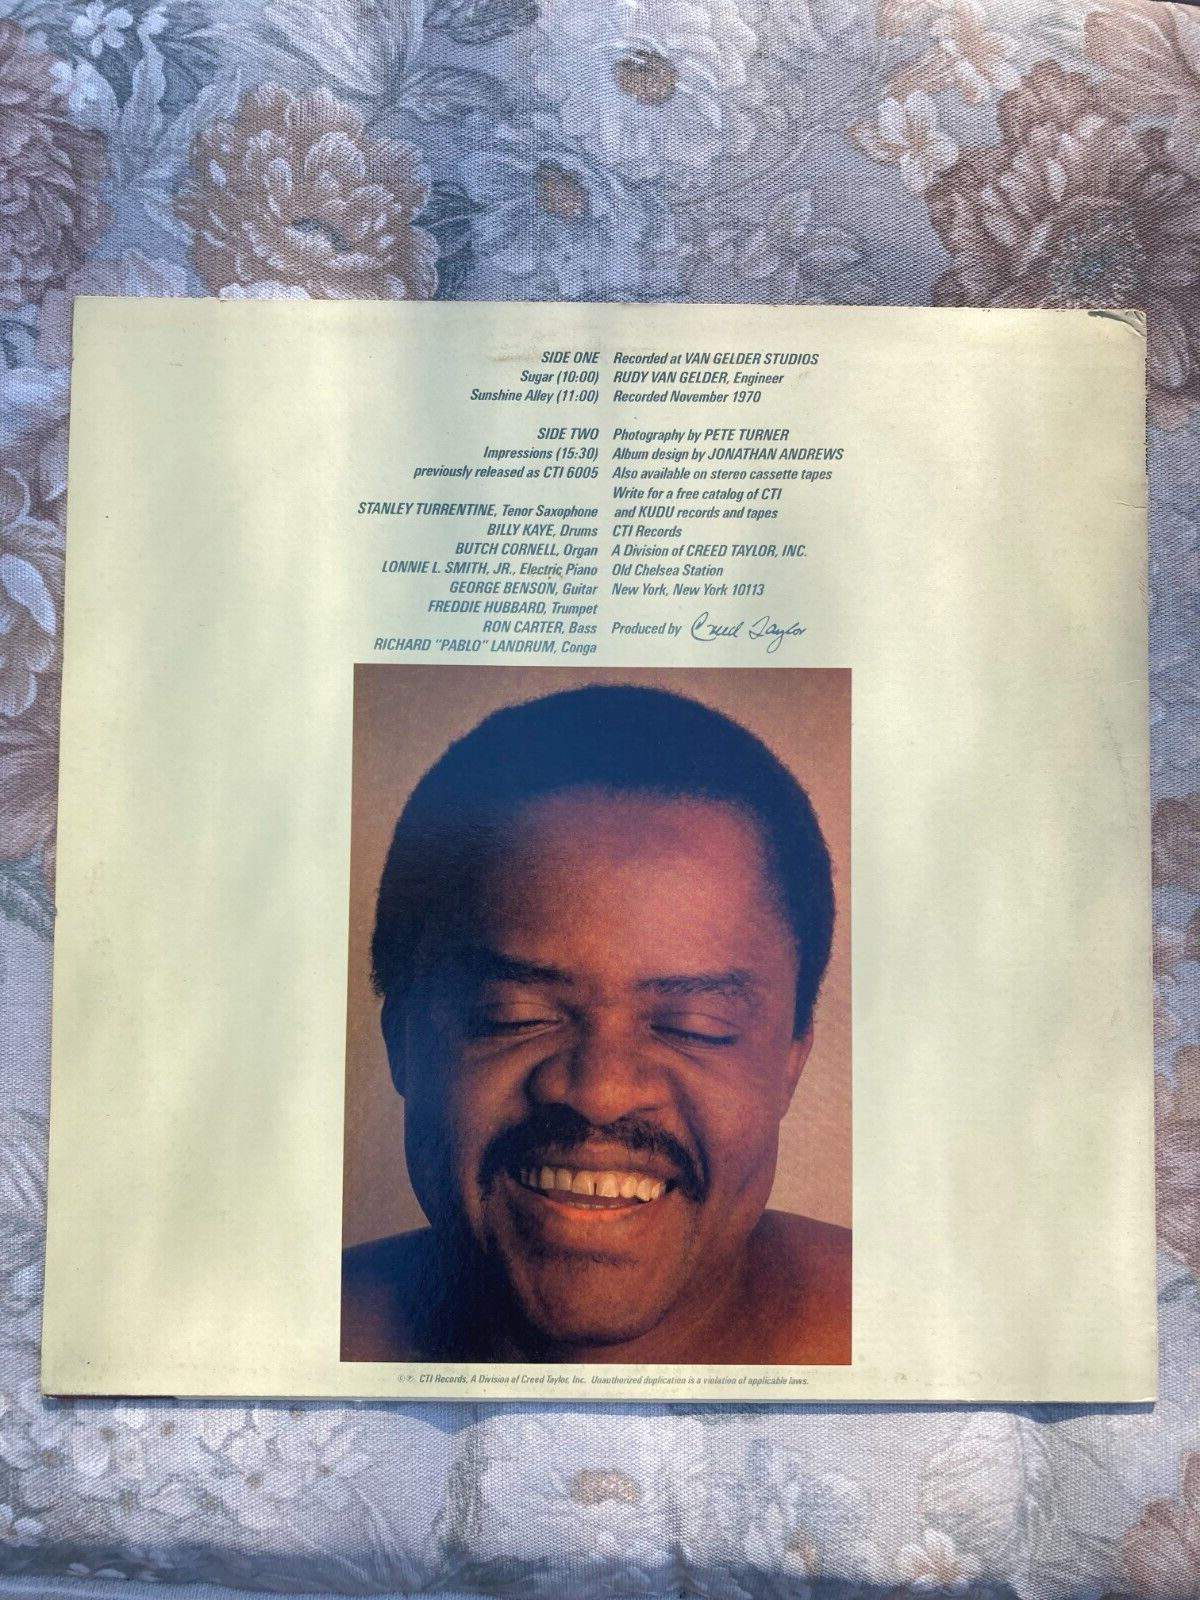 SIDE ONE
Sugar (10:00)
Sunshine Alley (11:00)
SIDE TWO
Impressions (15:30)
previously released as CTI 6005
STANLEY TURRENTINE, Tenor Saxophone
BILLY KAYE, Drums
BUTCH CORNELL, Organ
LONNIE L. SMITH, JR., Electric Piano
GEORGE BENSON, Guitar
FREDDIE HUBBARD, Trumpet
RON CARTER, Bass
RICHARD "PABLO" LANDRUM, Conga
Recorded at VAN GELDER STUDIOS
RUDY VAN GELDER, Engineer
Recorded November 1970
Photography by PETE TURNER
Album design by JONATHAN ANDREWS
Also available on stereo cassette tapes
Write for a free catalog of CTI
and KUDU records and tapes
CTI Records
A Division of CREED TAYLOR, INC.
Old Chelsea Station
New York, New York 10113
Produced by Creed Taylor
© ℗ CTI Records, A Division of Creed Taylor, Inc. Unauthorized duplication is a violation of applicable laws.